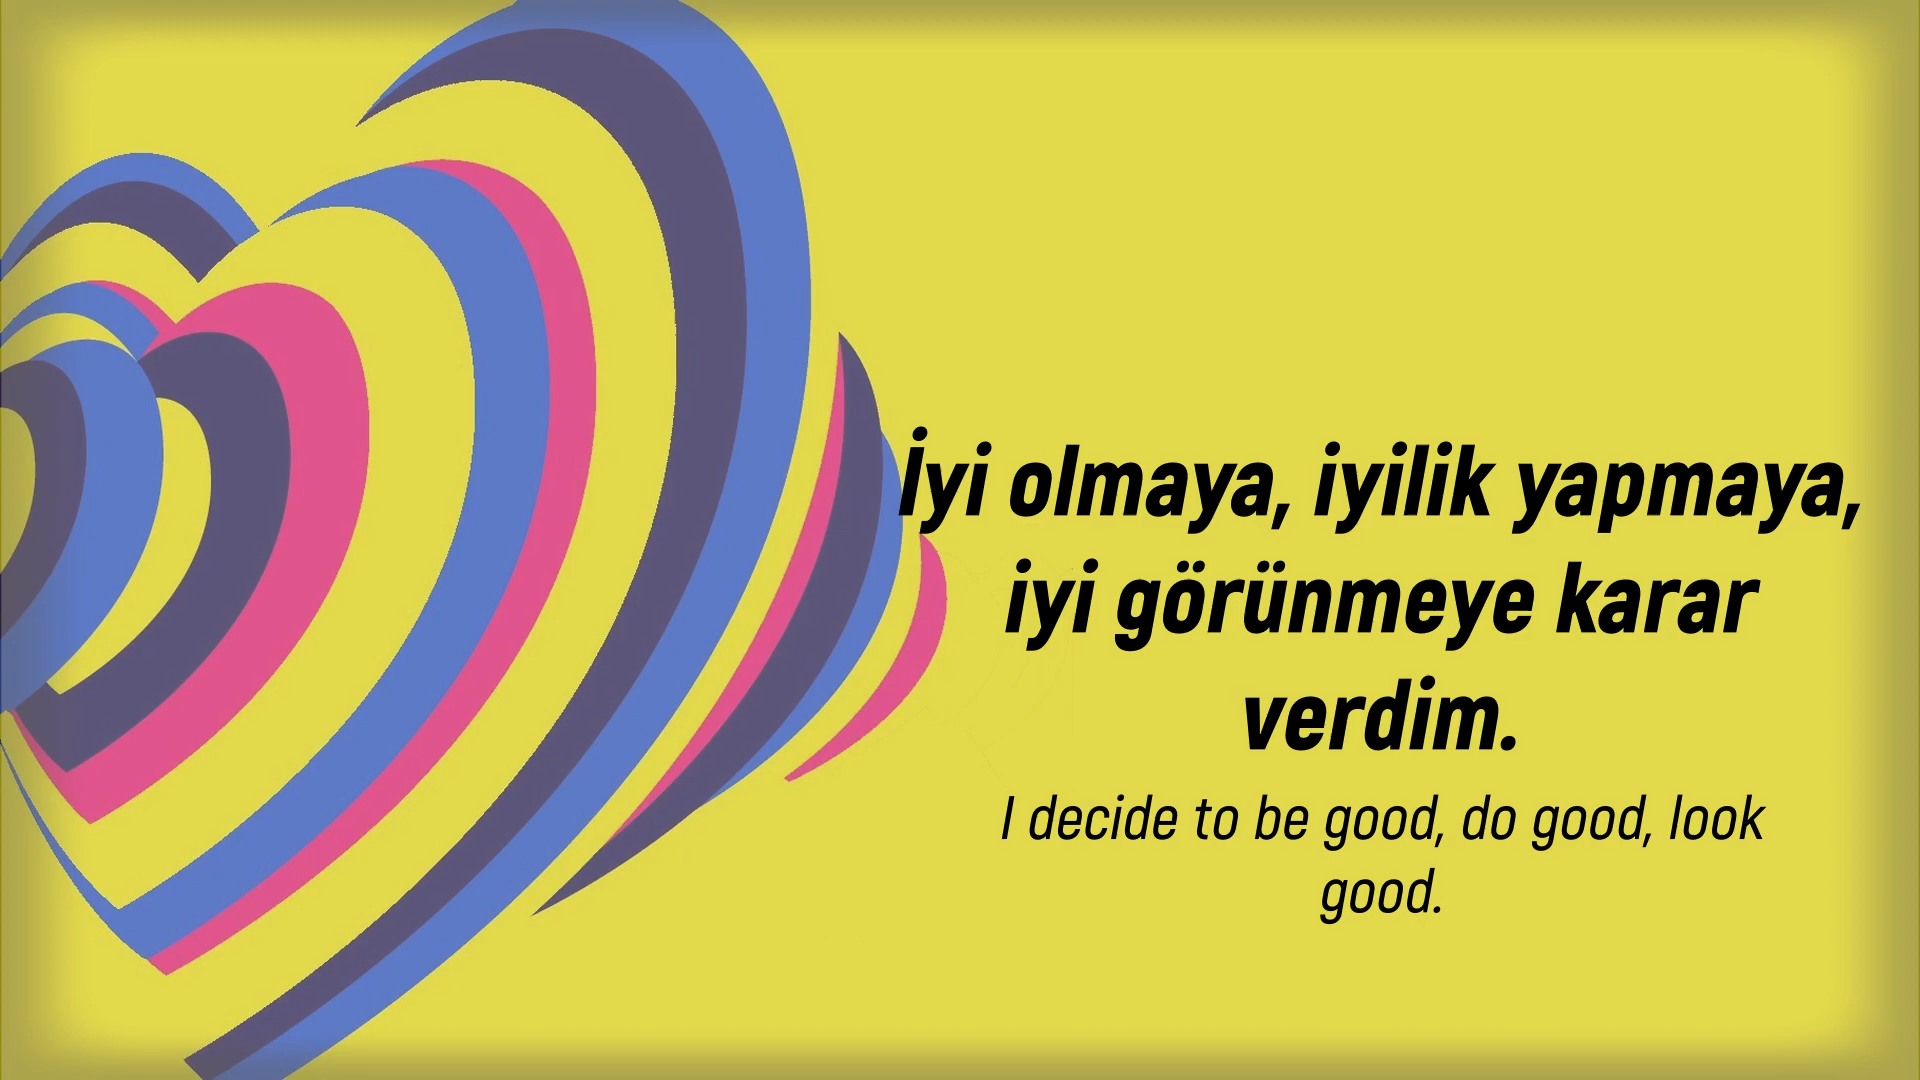 İyi olmaya, iyilik yapmaya,
iyi görünmeye karar
verdim.
I decide to be good, do good, look
good.